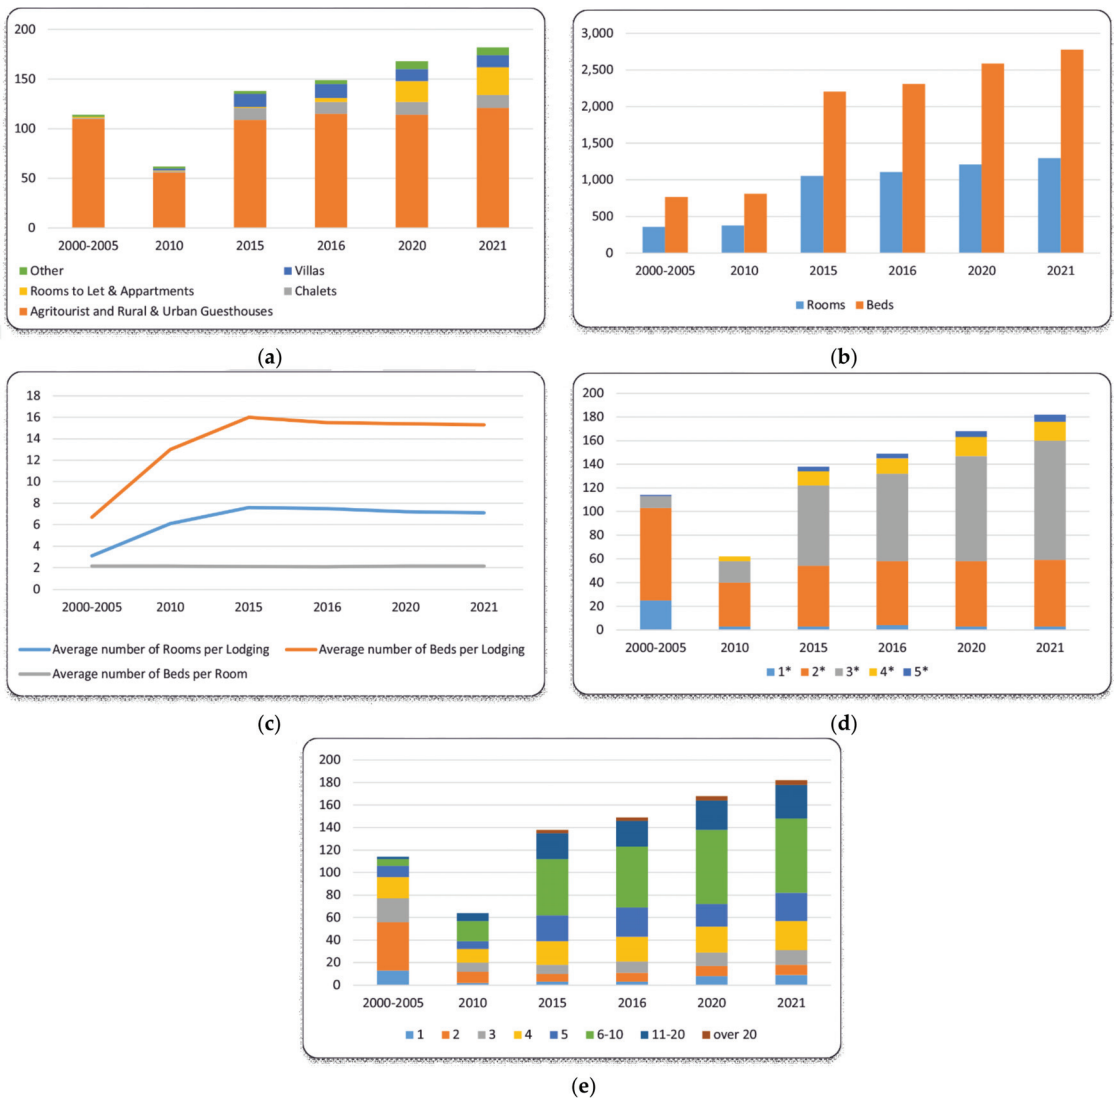 200
150
100
50
0
2000-2005 2010 2015 2016 2020 2021
Other Villas
Rooms to Let & Appartments Chalets
Agritourist and Rural & Urban Guesthouses
(a)
3,000
2,500
2,000
1,500
1,000
500
0
2000-2005 2010 2015 2016 2020 2021
Rooms Beds
(b)
18
16
14
12
10
8
6
4
2
0
2000-2005 2010 2015 2016 2020 2021
Average number of Rooms per Lodging Average number of Beds per Lodging
Average number of Beds per Room
(c)
200
180
160
140
120
100
80
60
40
20
0
2000-2005 2010 2015 2016 2020 2021
1* 2* 3* 4* 5*
(d)
200
180
160
140
120
100
80
60
40
20
0
2000-2005 2010 2015 2016 2020 2021
1 2 3 4 5 6-10 11-20 over 20
(e)